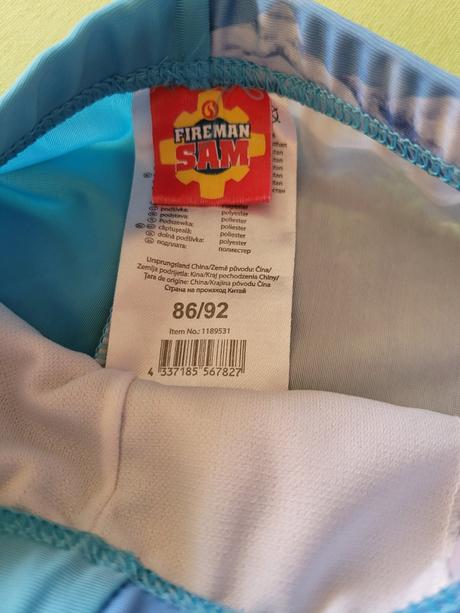 FIREMAN
SAM
podšívka: polyester
podstava: polyester
Podszewka: poliester
căptușeală: poliester
dolná podšívka: polyester
подплата: полиестер
Ursprungsland China/Země původu: Čína/
Zemlja podrijetla: Kina/Kraj pochodzenia Chiny/
Țara de origine: China/Krajina pôvodu Čína
Страна на произход Китай
86/92
Item No.: 1189531
4 337185 567827